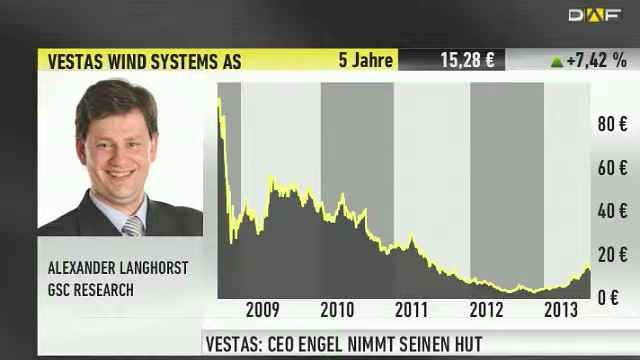 DAF
VESTAS WIND SYSTEMS AS 5 Jahre 15,28 € +7,42 %
80 €
60 €
40 €
20 €
0 €
2009 2010 2011 2012 2013
ALEXANDER LANGHORST
GSC RESEARCH
VESTAS: CEO ENGEL NIMMT SEINEN HUT